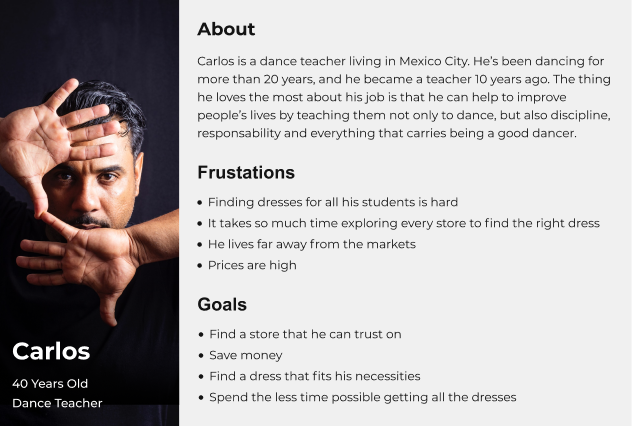 About
Carlos is a dance teacher living in Mexico City. He's been dancing for
more than 20 years, and he became a teacher 10 years ago. The thing
he loves the most about his job is that he can help to improve
people's lives by teaching them not only to dance, but also discipline,
responsability and everything that carries being a good dancer.
Frustations
• Finding dresses for all his students is hard
• It takes so much time exploring every store to find the right dress
• He lives far away from the markets
• Prices are high
Goals
• Find a store that he can trust on
• Save money
• Find a dress that fits his necessities
• Spend the less time possible getting all the dresses
Carlos
40 Years Old
Dance Teacher